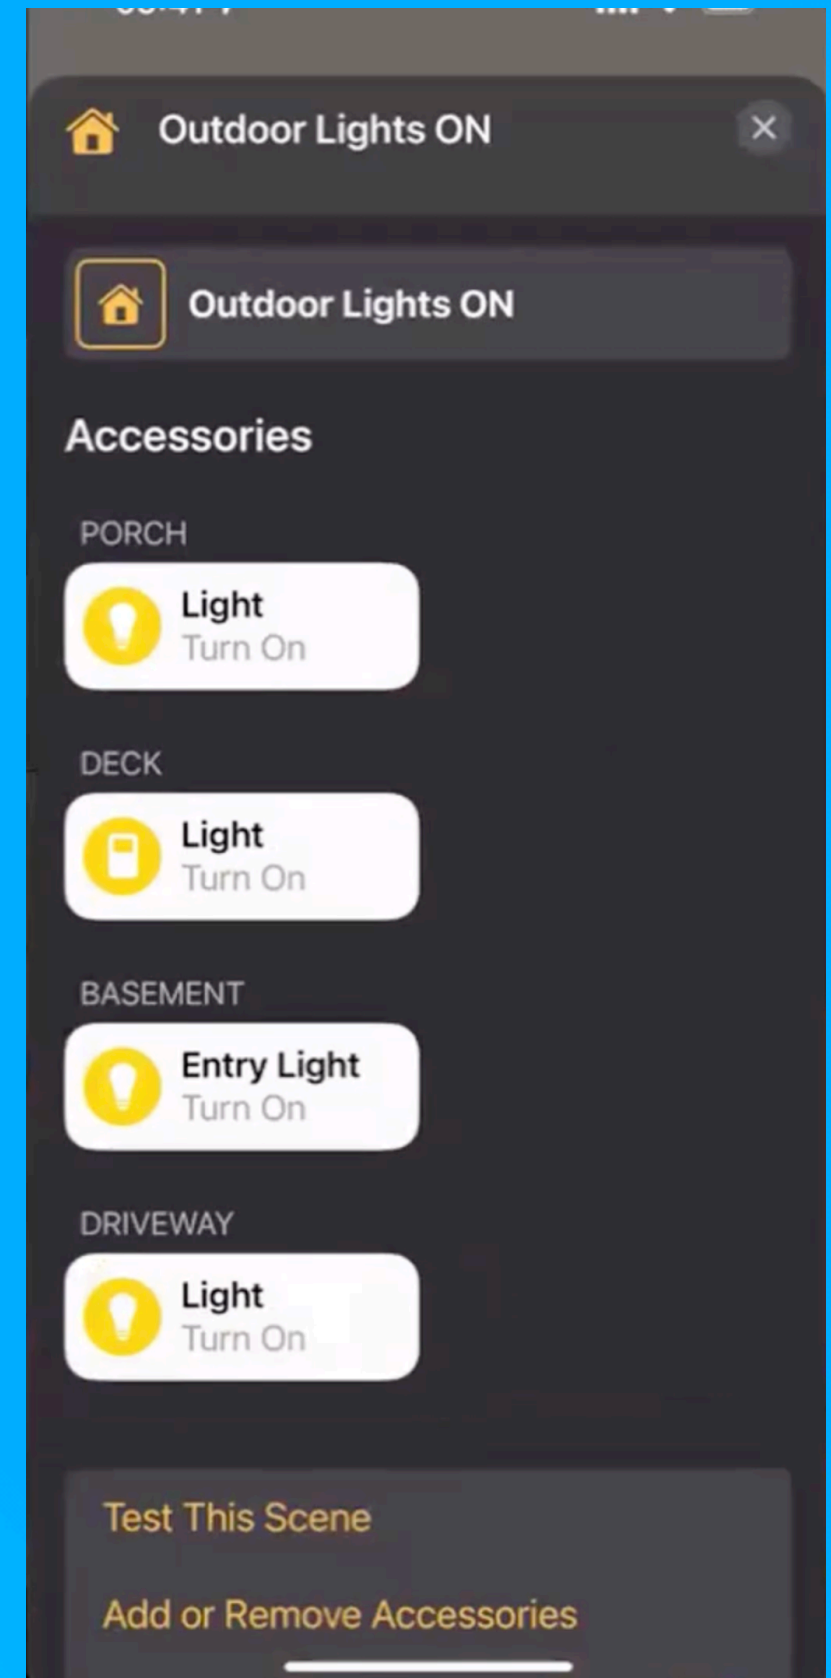 Outdoor Lights ON
Outdoor Lights ON
Accessories
PORCH
Light
Turn On
DECK
Light
Turn On
BASEMENT
Entry Light
Turn On
DRIVEWAY
Light
Turn On
Test This Scene
Add or Remove Accessories